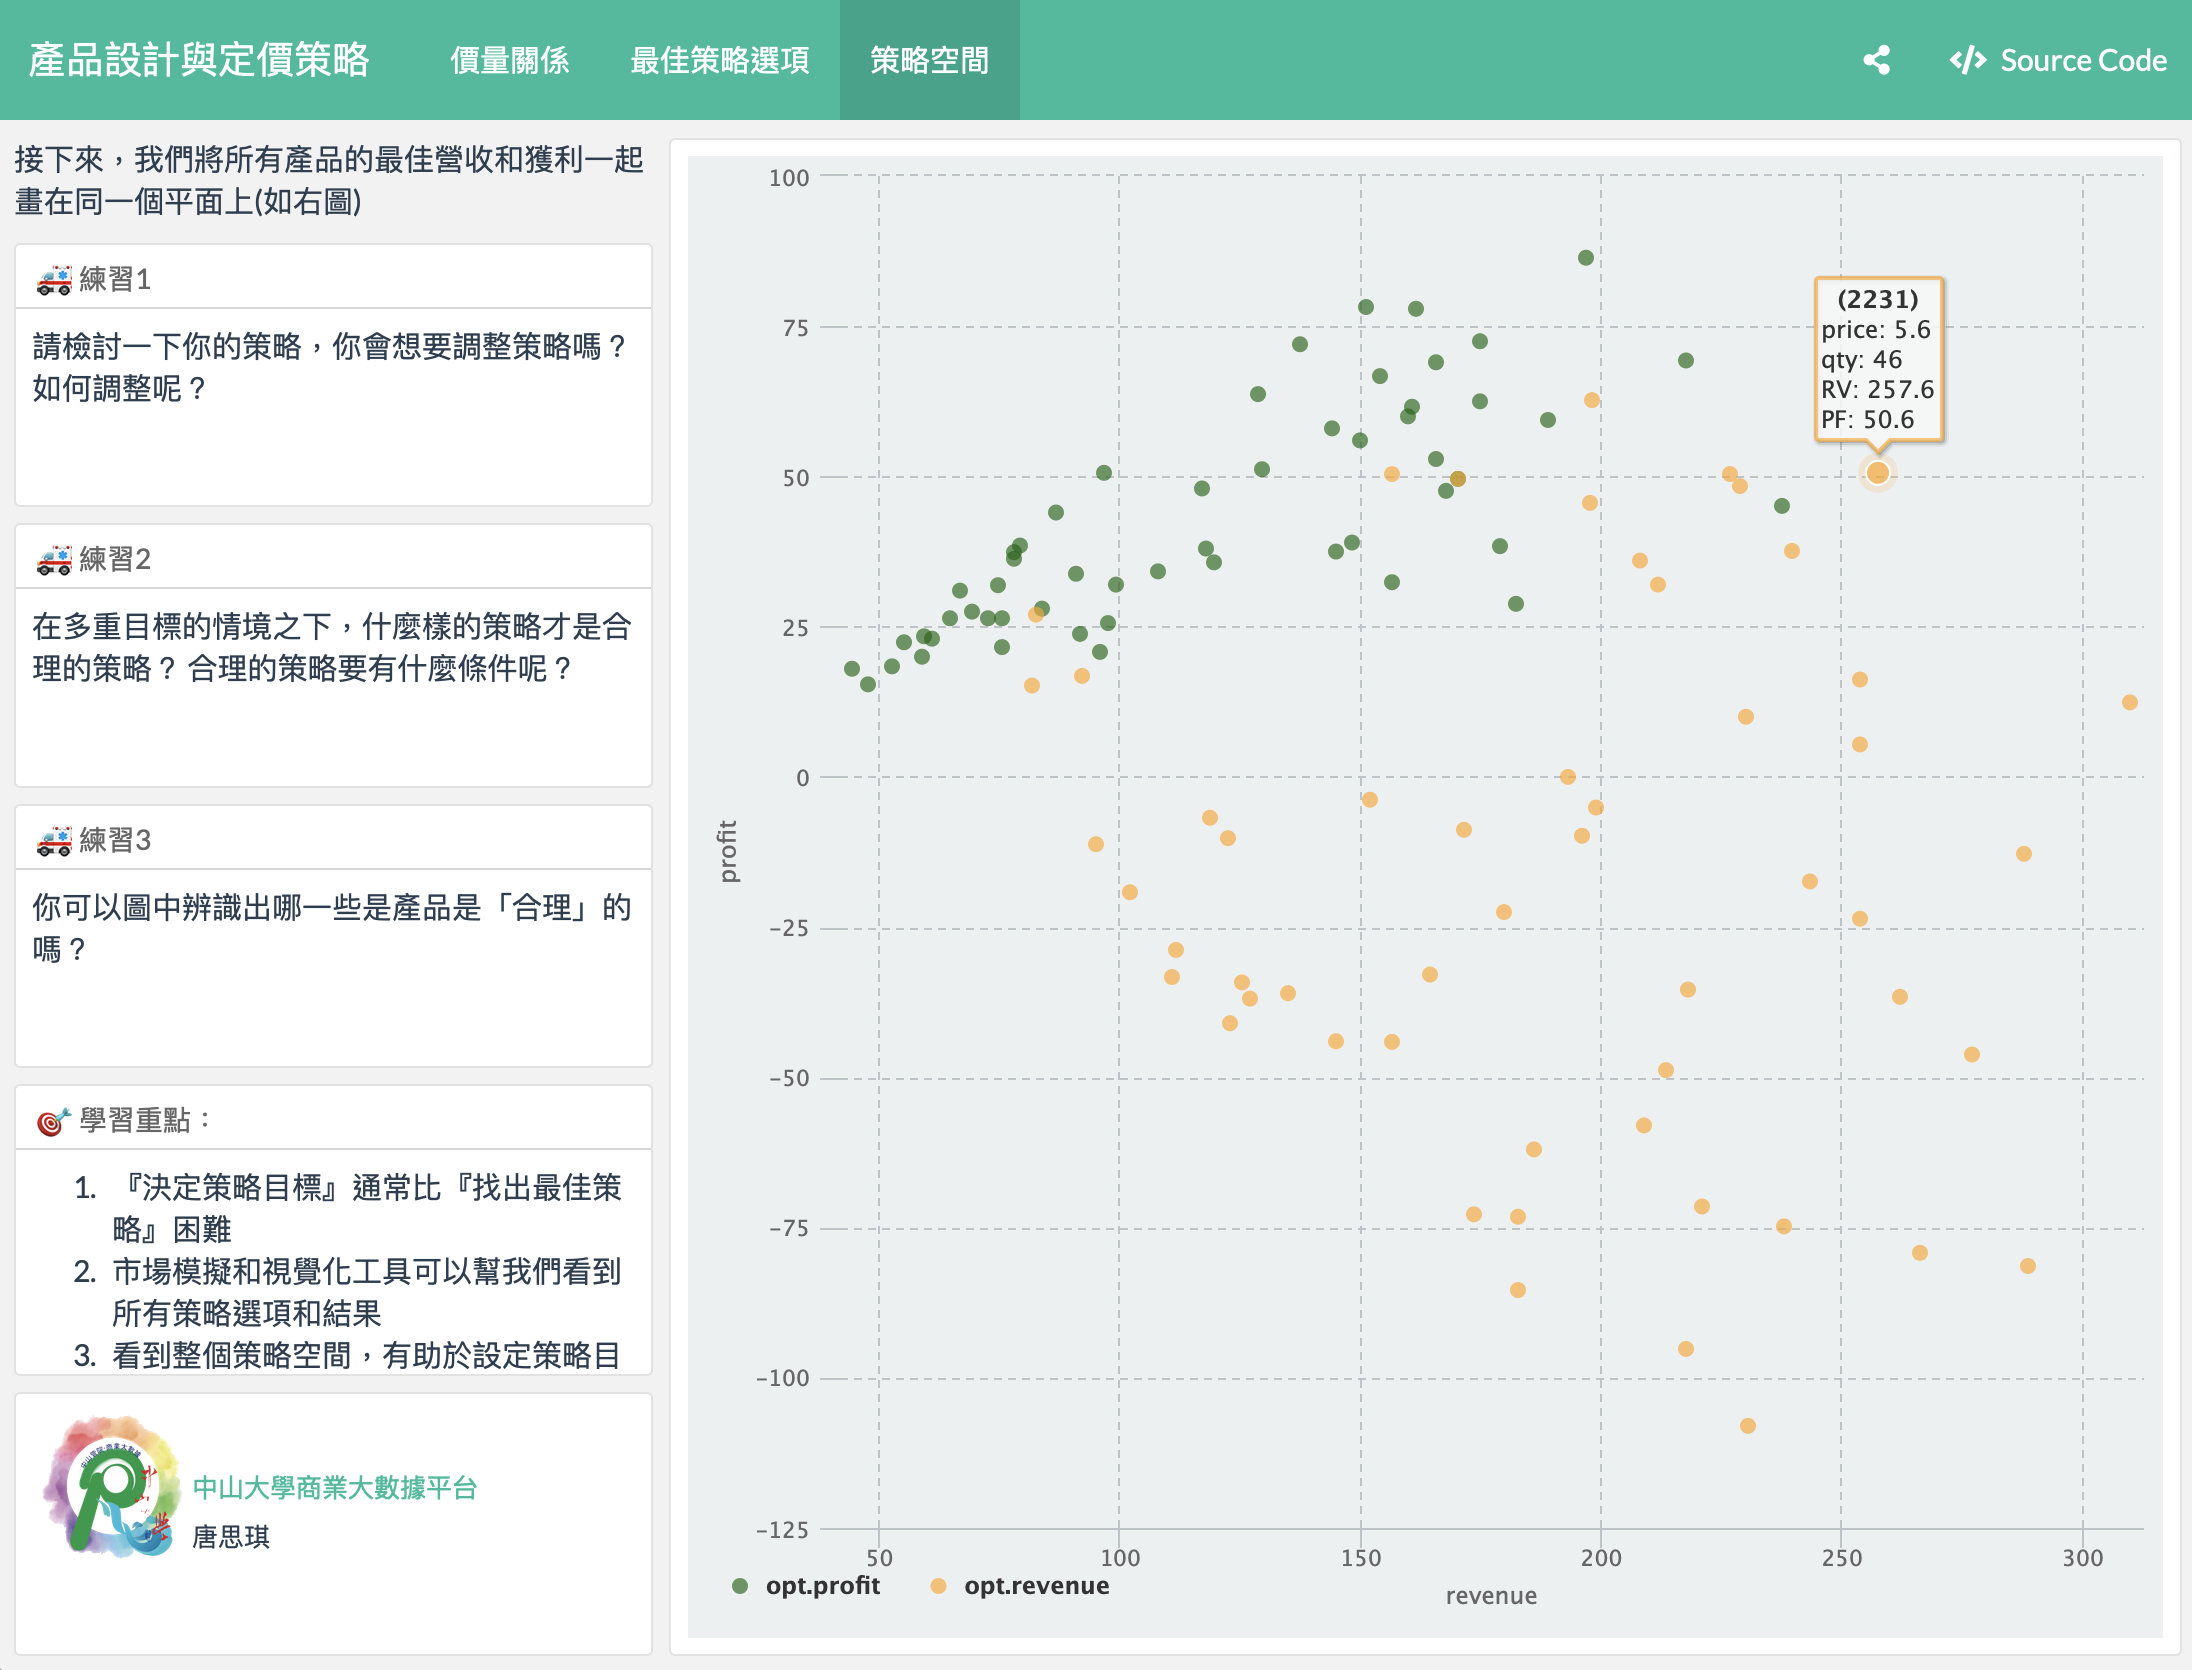 產品設計與定價策略
價量關係
最佳策略選項
策略空間
Source Code
接下來，我們將所有產品的最佳營收和獲利一起
畫在同一個平面上(如右圖)
練習1
請檢討一下你的策略，你會想要調整策略嗎？
如何調整呢？
練習2
在多重目標的情境之下，什麼樣的策略才是合
理的策略？ 合理的策略要有什麼條件呢？
練習3
你可以圖中辨識出哪一些是產品是「合理」的
嗎？
學習重點：
1. 『決定策略目標』通常比『找出最佳策
略』困難
2. 市場模擬和視覺化工具可以幫我們看到
所有策略選項和結果
3. 看到整個策略空間，有助於設定策略目
中山大學商業大數據平台
唐思琪
100
75
50
25
0
−25
−50
−75
−100
−125
profit
(2231)
price: 5.6
qty: 46
RV: 257.6
PF: 50.6
50
100
150
200
250
300
revenue
opt.profit
opt.revenue